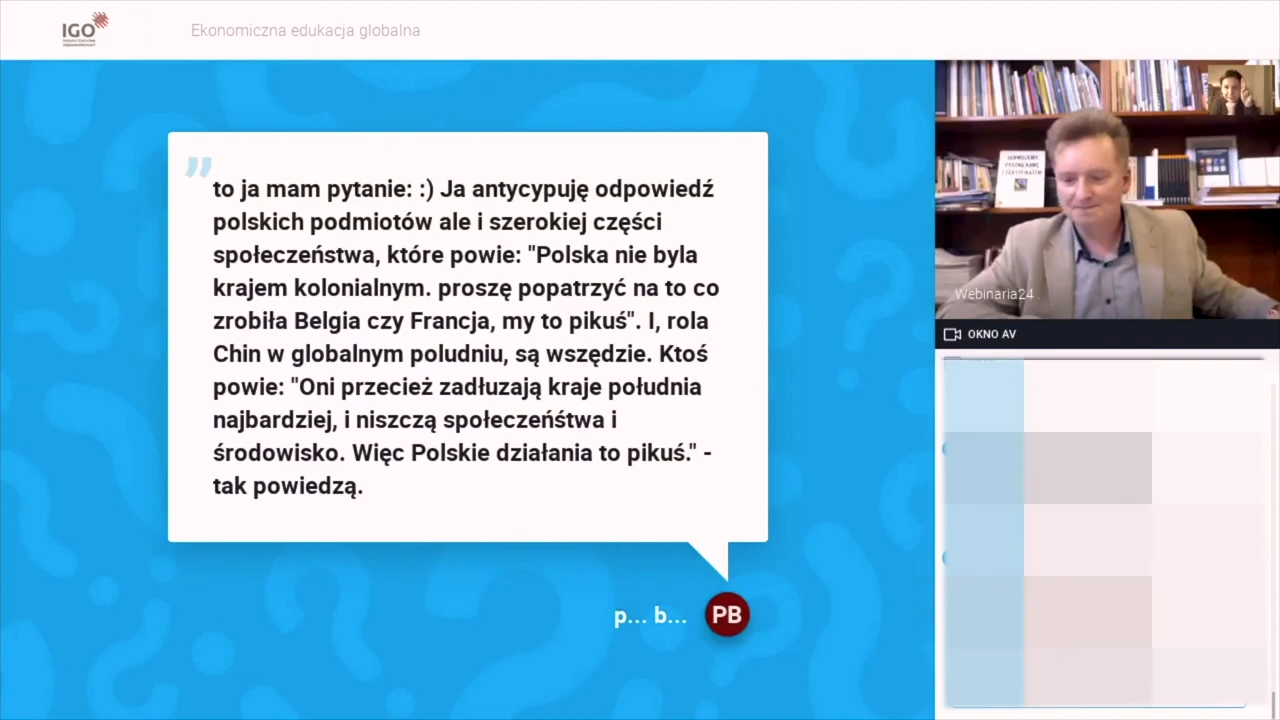 IGO
Ekonomiczna edukacja globalna
to ja mam pytanie: :) Ja antycypuję odpowiedź
polskich podmiotów ale i szerokiej części
społeczeństwa, które powie: "Polska nie byla
krajem kolonialnym. proszę popatrzyć na to co
zrobiła Belgia czy Francja, my to pikuś". I, rola
Chin w globalnym poludniu, są wszędzie. Ktoś
powie: "Oni przecież zadłuzają kraje południa
najbardziej, i niszczą społeczeńśtwa i
środowisko. Więc Polskie działania to pikuś." -
tak powiedzą.
p... b...
PB
Webinaria24 .
OKNO AV